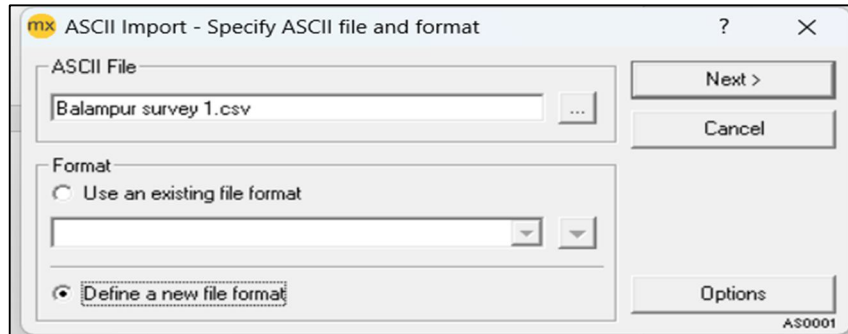 mx ASCII Import - Specify ASCII file and format ? ×
ASCII File
Balampur survey 1.csv ...
Next >
Cancel
Format
Use an existing file format
Define a new file format
Options
AS0001